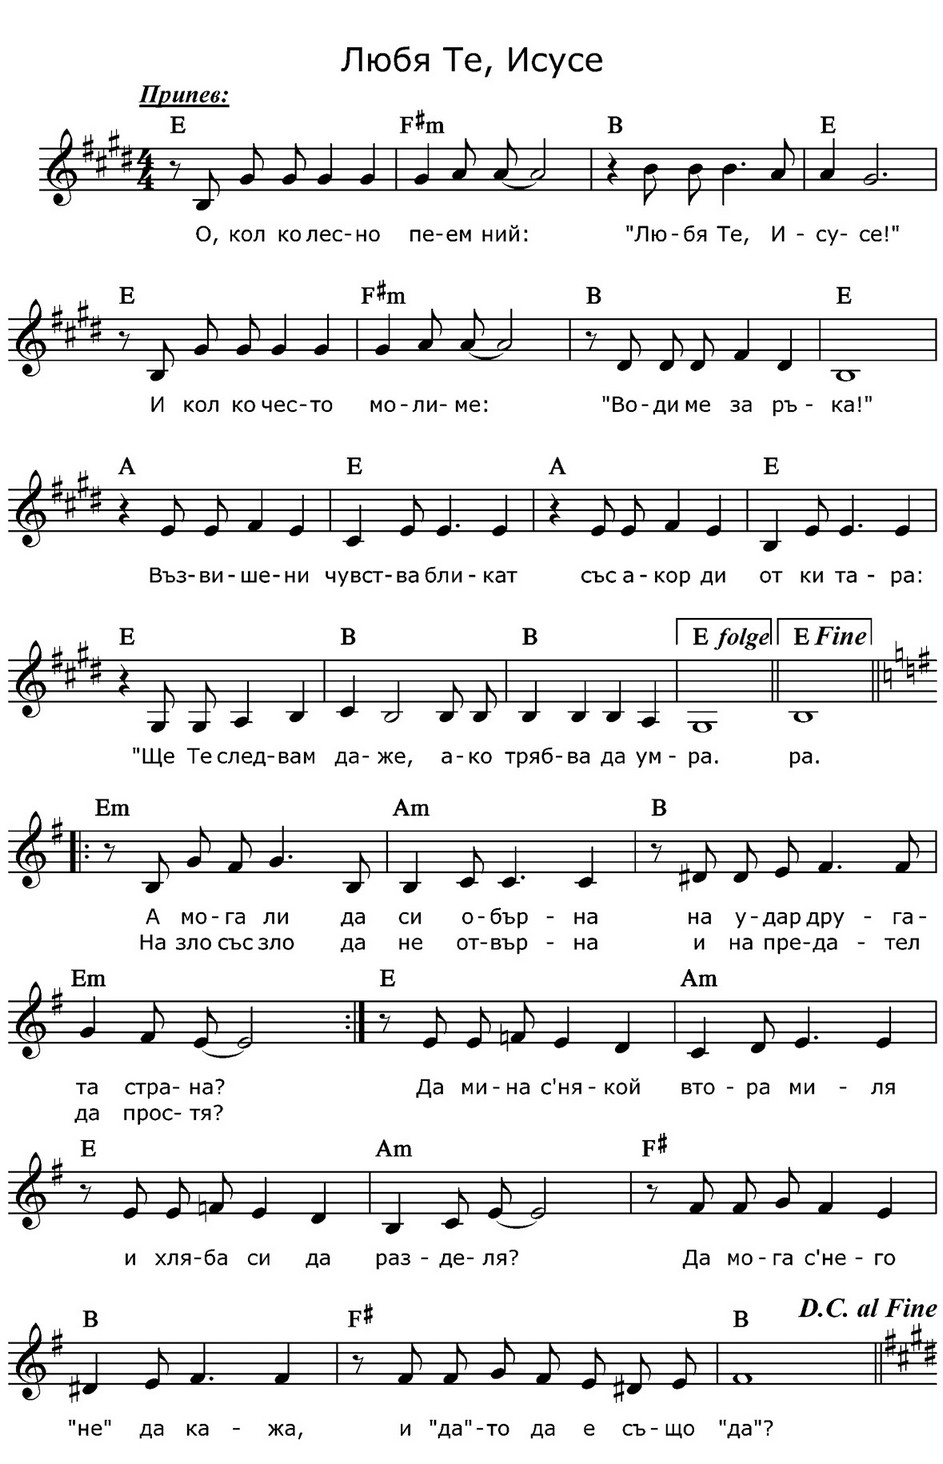 Любя Те, Исусе
Припев:
E F#m B E
О, кол ко лес-но пе-ем ний: "Лю-бя Те, И - су- се!"
E F#m B E
И кол ко чес-то мо-ли-ме: "Во-ди ме за ръ- ка!"
A E A E
Въз-ви-ше-ни чувст-ва бли-кат със а-кор ди от ки та - ра:
E B B E folge E Fine
"Ще Те след-вам да- же, а-ко тряб-ва да ум- ра. ра.
Em Am B
А мо-га ли да си о-бър - на на у-дар дру - га-
На зло със зло да не от-вър - на и на пре-да - тел
Em E Am
та стра- на? Да ми-на с'ня-кой вто- ра ми - ля
да прос- тя?
E Am F#
и хля-ба си да раз- де- ля? Да мо-га с'не-го
D.C. al Fine
B F# B
"не" да ка - жа, и "да"-то да е съ-що "да"?